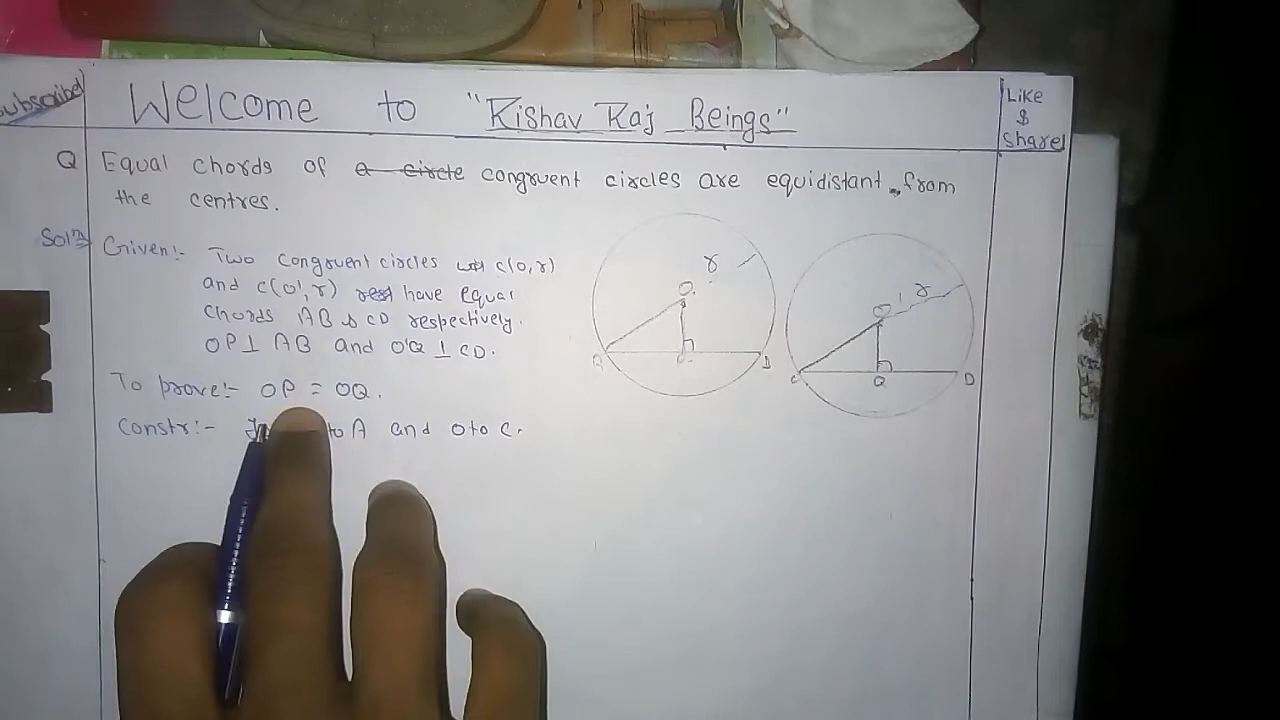 Subscribe
Welcome to "Rishav Raj Beings"
Like
&
Share
Q Equal chords of a circle congruent circles are equidistant from
the centres.
Soln Given:- Two congruent circles C(O,r)
and C(O',r) have equal
chords AB & CD respectively.
OP⊥ AB and O'Q ⊥ CD.
To prove:- OP = OQ.
Constr:- to A and O to C.
O r
A B
O' r
C Q D